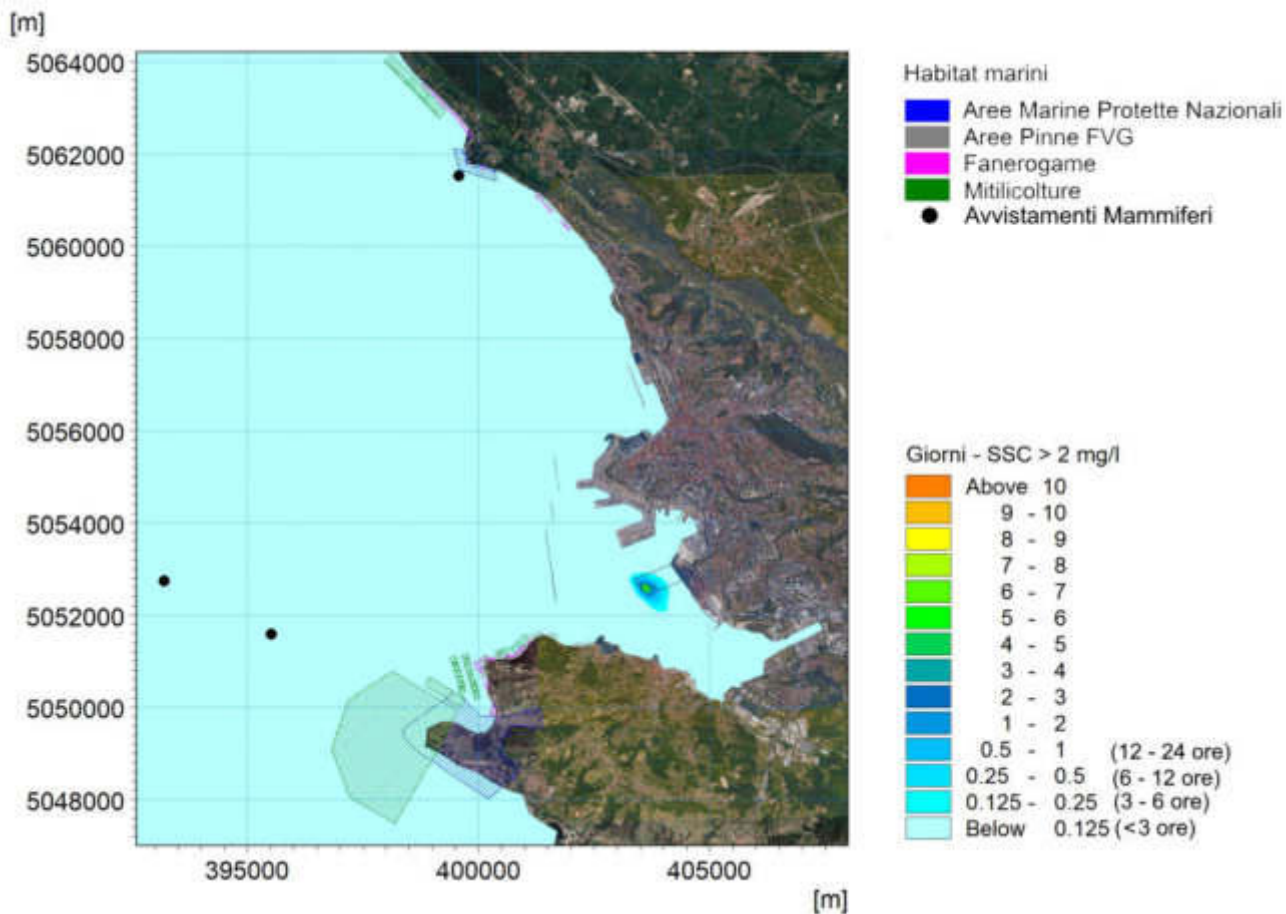 [m]
5064000
5062000
5060000
5058000
5056000
5054000
5052000
5050000
5048000
395000 400000 405000
[m]
Habitat marini
Aree Marine Protette Nazionali
Aree Pinne FVG
Fanerogame
Mitilicolture
Avvistamenti Mammiferi
Giorni - SSC > 2 mg/l
Above 10
9 - 10
8 - 9
7 - 8
6 - 7
5 - 6
4 - 5
3 - 4
2 - 3
1 - 2
0.5 - 1 (12 - 24 ore)
0.25 - 0.5 (6 - 12 ore)
0.125 - 0.25 (3 - 6 ore)
Below 0.125 (<3 ore)